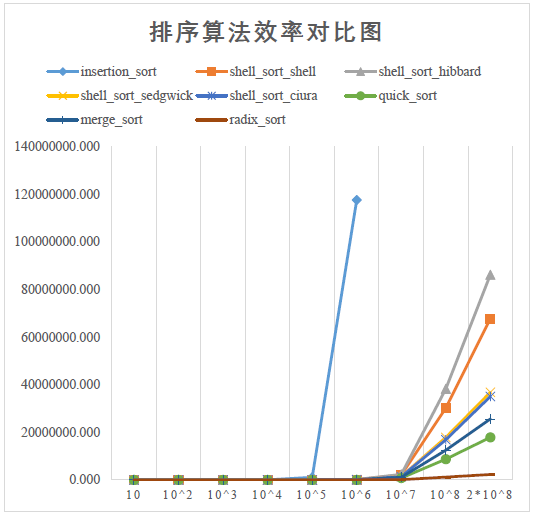 排序算法效率对比图
insertion_sort shell_sort_shell shell_sort_hibbard
shell_sort_sedgwick shell_sort_ciura quick_sort
merge_sort radix_sort
140000000.000
120000000.000
100000000.000
80000000.000
60000000.000
40000000.000
20000000.000
0.000
10 10^2 10^3 10^4 10^5 10^6 10^7 10^8 2*10^8